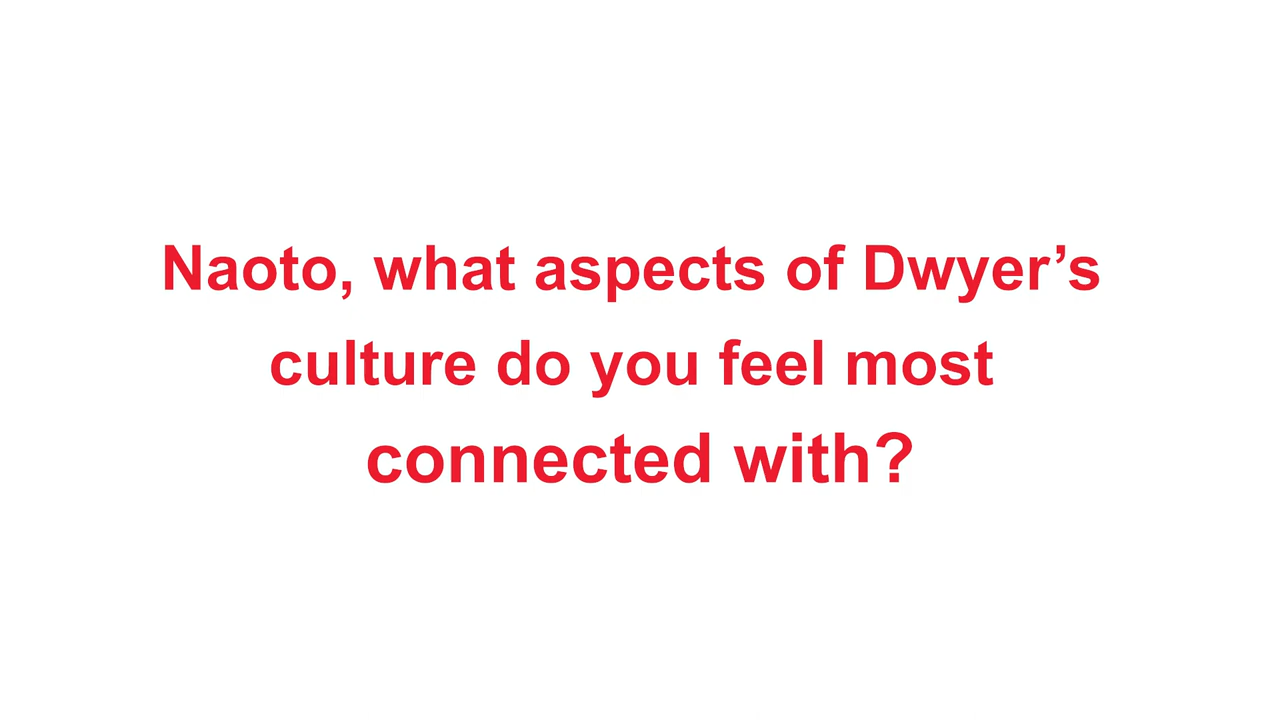 Naoto, what aspects of Dwyer’s
culture do you feel most
connected with?